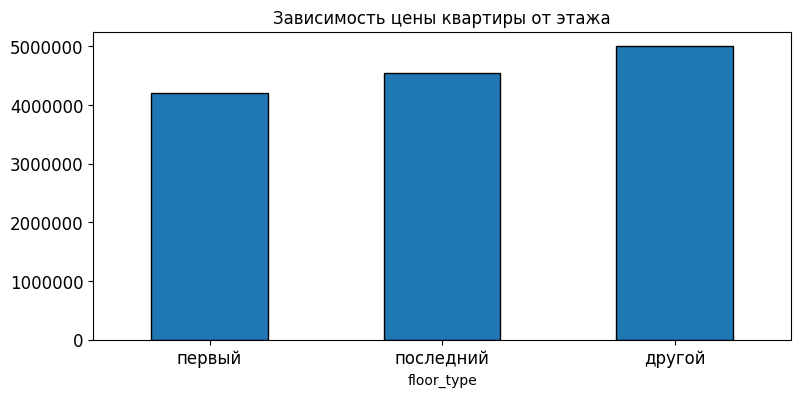 Зависимость цены квартиры от этажа
5000000
4000000
3000000
2000000
1000000
0
первый последний другой
floor_type